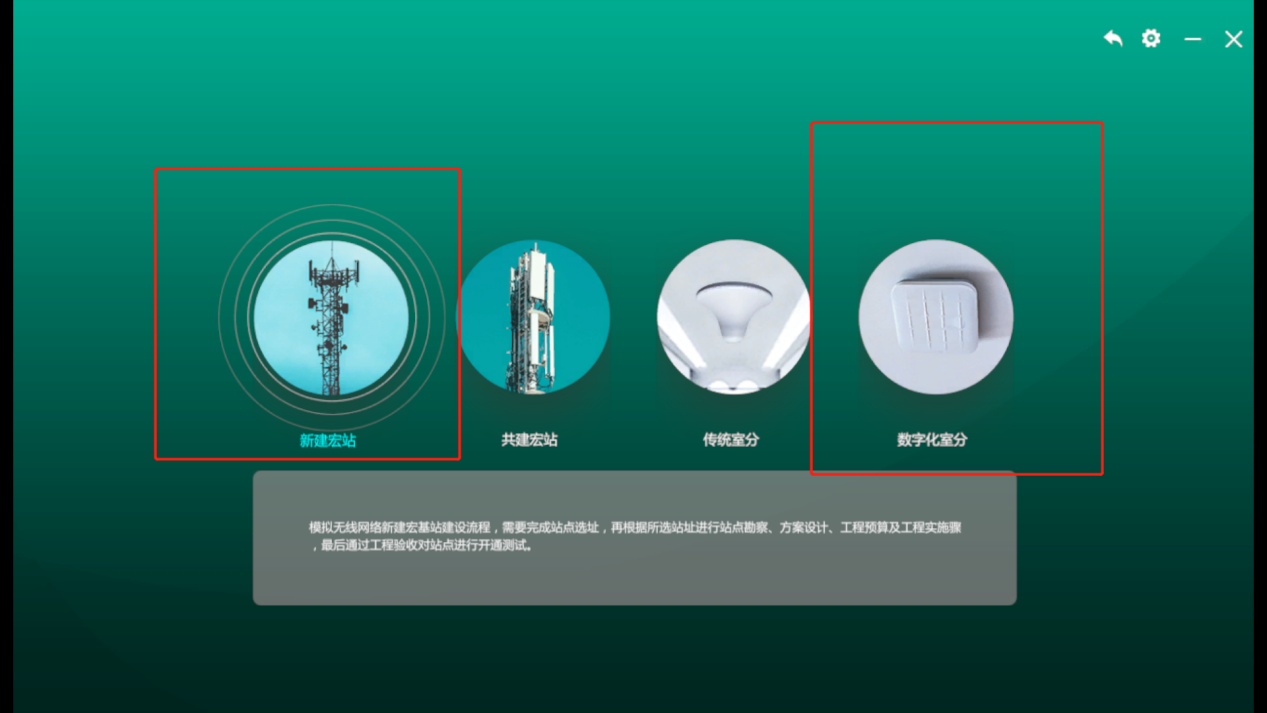 新建宏站
共建宏站
传统室分
数字化室分
模拟无线网络新建宏基站建设流程，需要完成站点选址，再根据所选站址进行站点勘察、方案设计、工程预算及工程实施骤
，最后通过工程验收对站点进行开通测试。